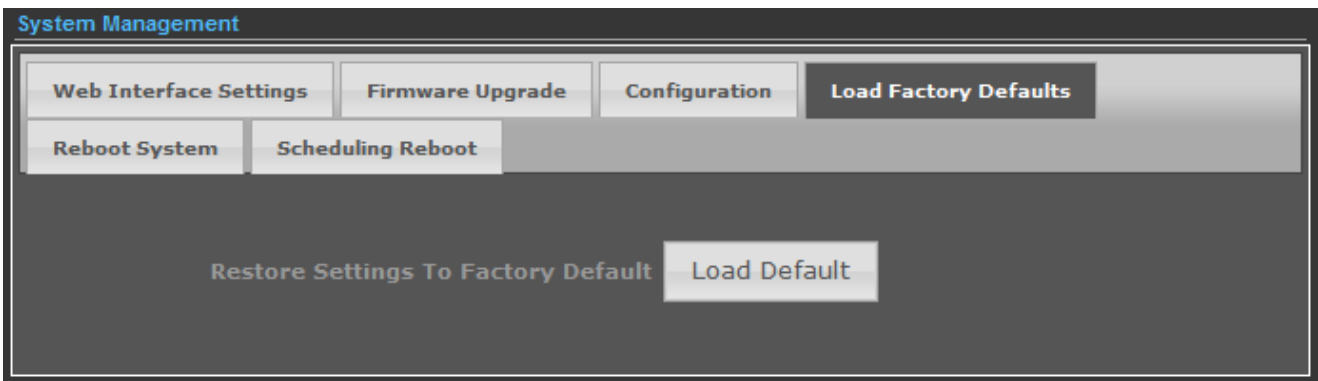 System Management
Web Interface Settings Firmware Upgrade Configuration Load Factory Defaults
Reboot System Scheduling Reboot
Restore Settings To Factory Default Load Default